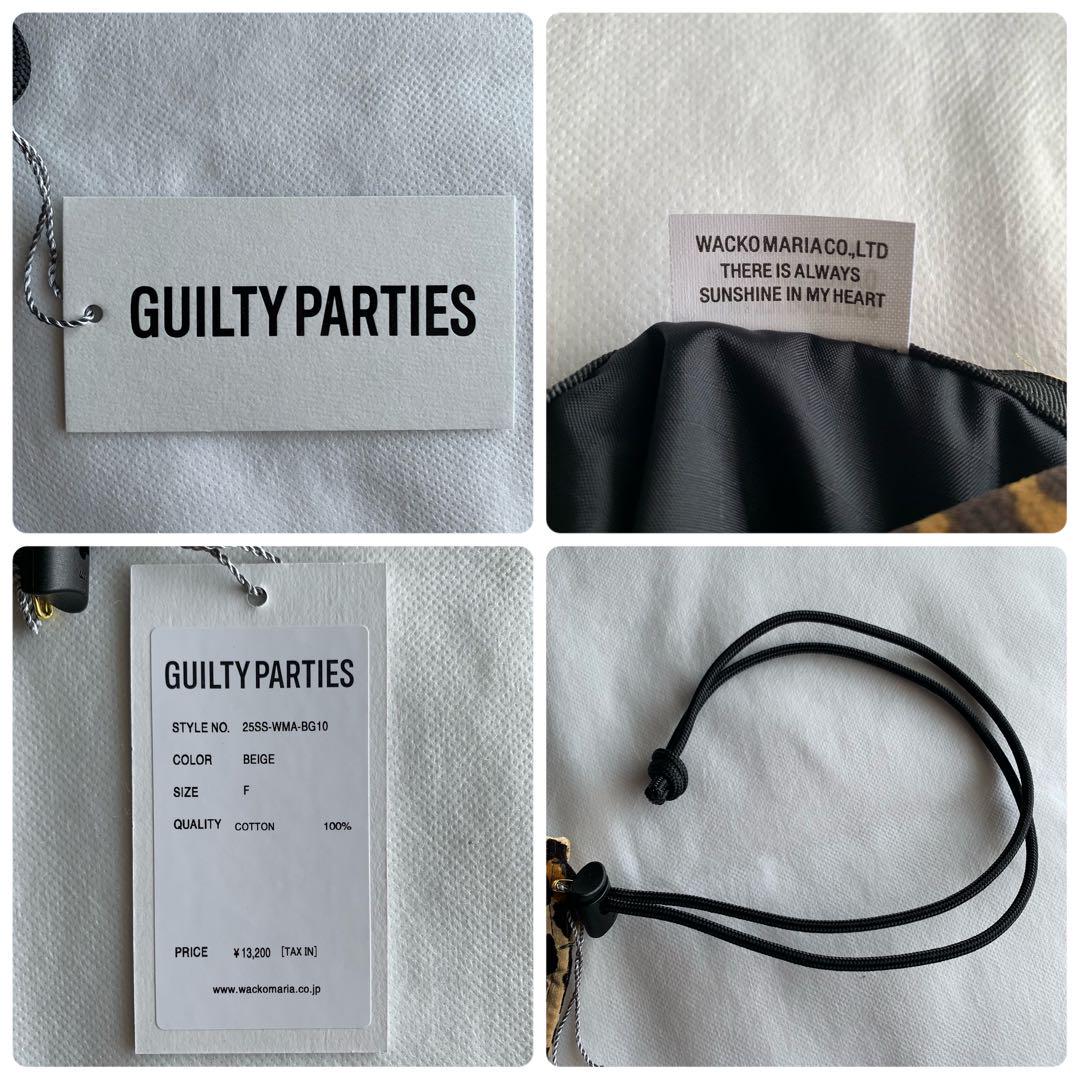 GUILTY PARTIES
WACKO MARIA CO.,LTD
THERE IS ALWAYS
SUNSHINE IN MY HEART
GUILTY PARTIES
STYLE NO. 25SS-WMA-BG10
COLOR BEIGE
SIZE F
QUALITY COTTON 100%
PRICE ¥13,200 [TAX IN]
www.wackomaria.co.jp